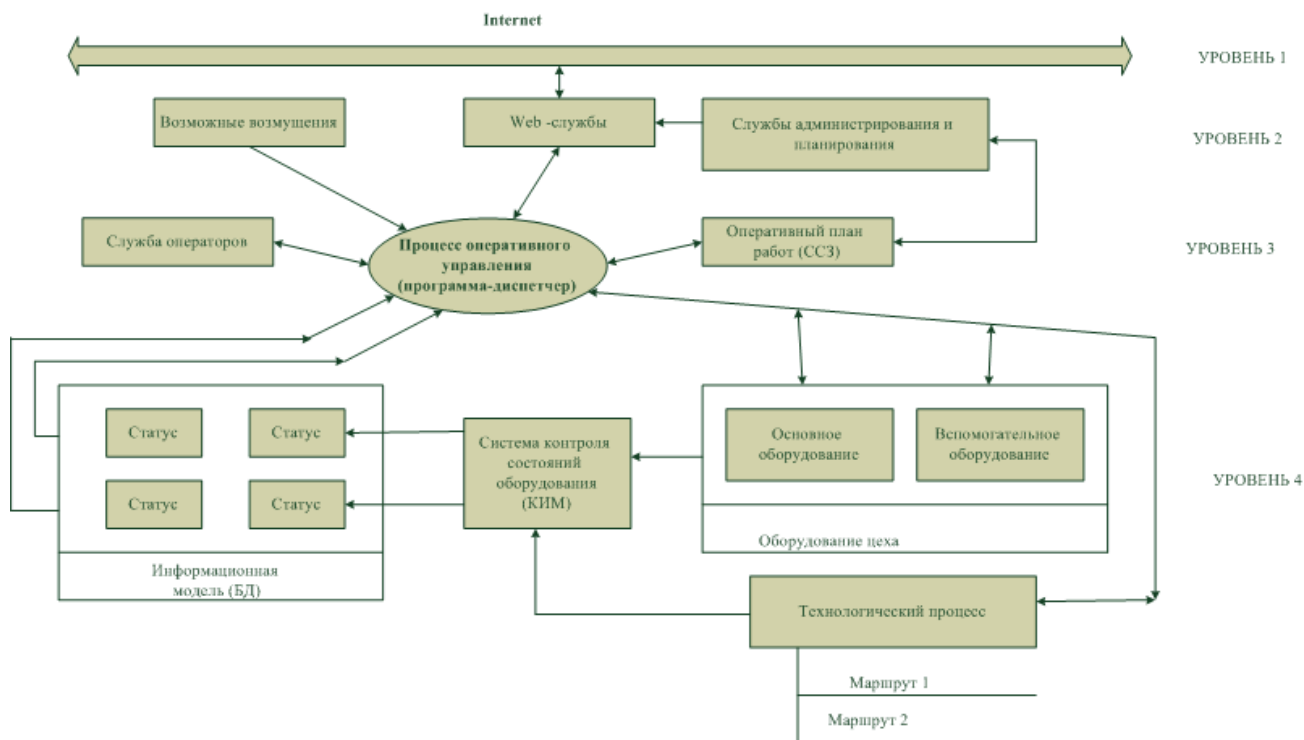 Internet
УРОВЕНЬ 1
Возможные возмущения
Web -службы
Службы администрирования и
планирования
УРОВЕНЬ 2
Служба операторов
Процесс оперативного
управления
(программа-диспетчер)
Оперативный план
работ (ССЗ)
УРОВЕНЬ 3
Статус
Статус
Статус
Статус
Информационная
модель (БД)
Система контроля
состояний
оборудования
(КИМ)
Основное
оборудование
Вспомогательное
оборудование
Оборудование цеха
УРОВЕНЬ 4
Технологический процесс
Маршрут 1
Маршрут 2